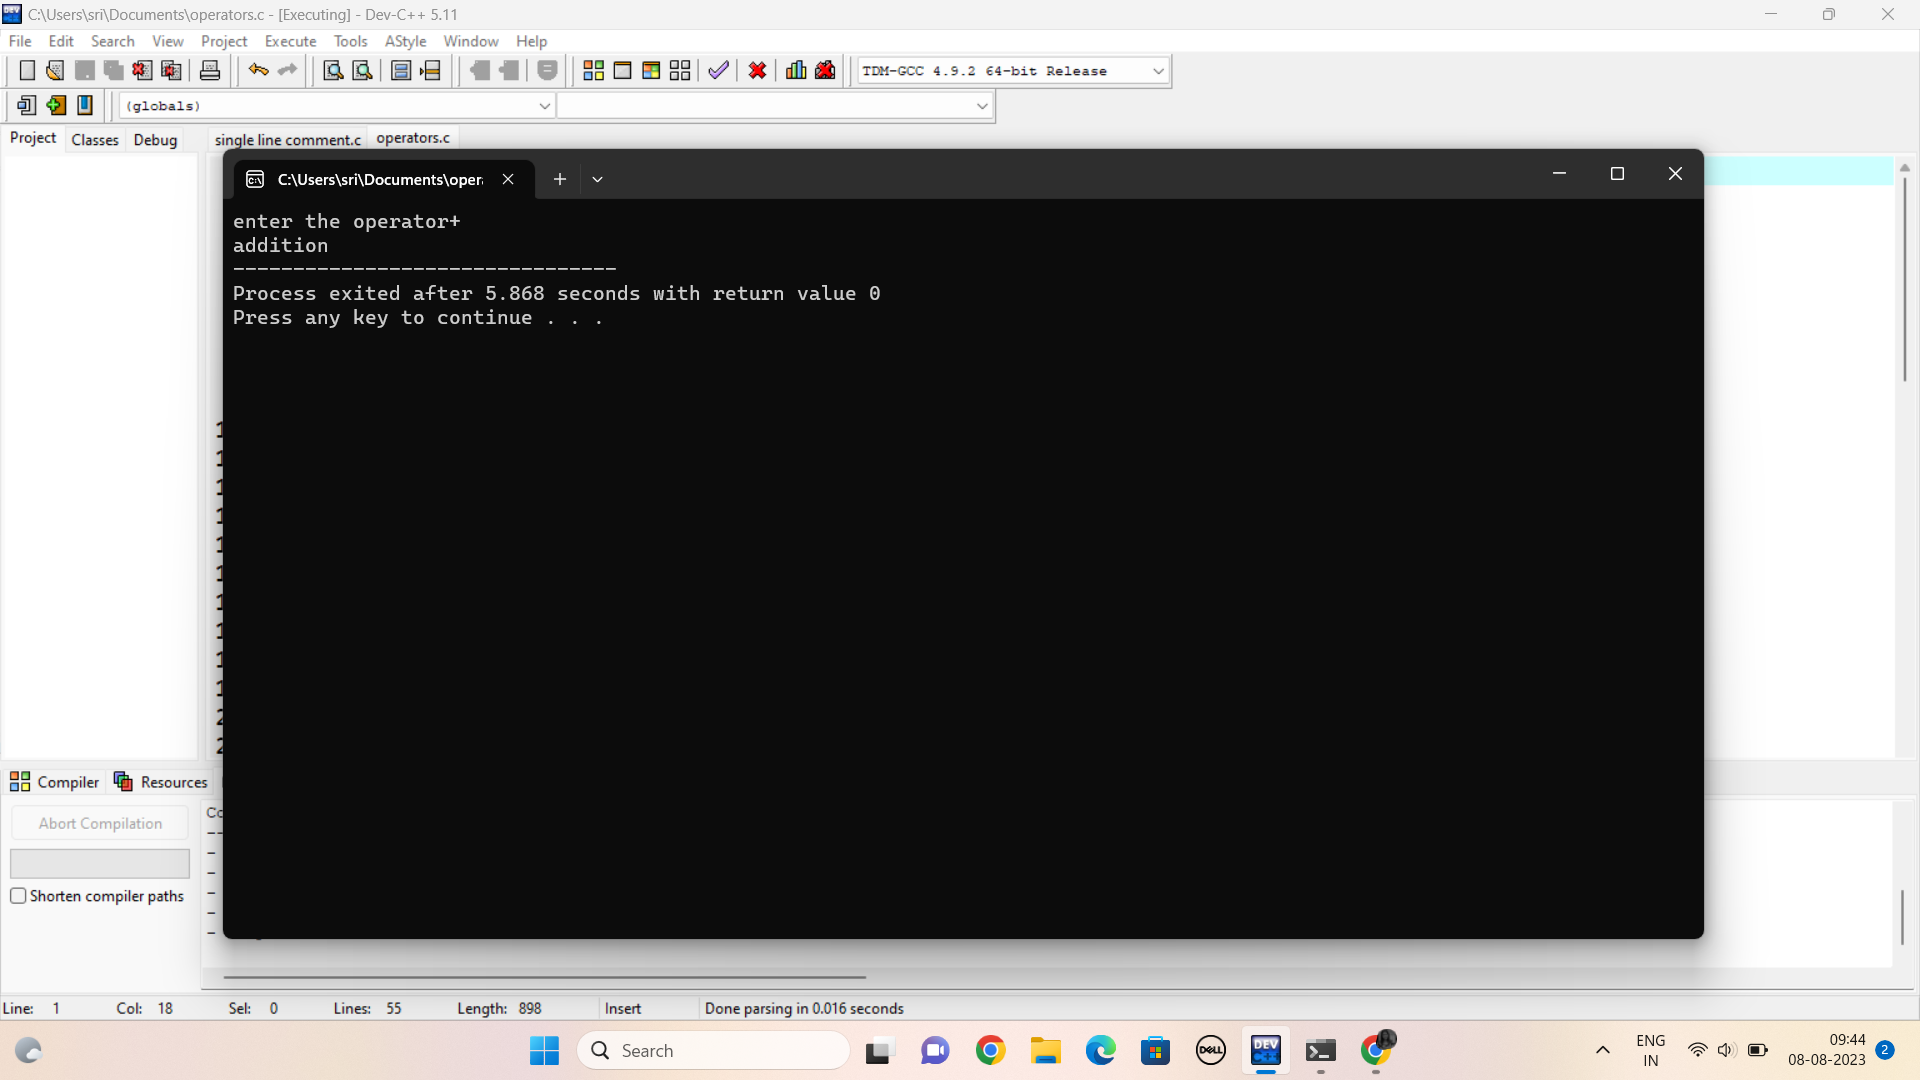 C:\Users\sri\Documents\operators.c - [Executing] - Dev-C++ 5.11
File Edit Search View Project Execute Tools AStyle Window Help
TDM-GCC 4.9.2 64-bit Release
(globals)
Project Classes Debug
single line comment.c operators.c
C:\Users\sri\Documents\oper
enter the operator+
addition
--------------------------------
Process exited after 5.868 seconds with return value 0
Press any key to continue . . .
Compiler Resources
Abort Compilation
Shorten compiler paths
Line: 1 Col: 18 Sel: 0 Lines: 55 Length: 898 Insert Done parsing in 0.016 seconds
Search
DELL
DEV C++
ENG
IN
09:44
08-08-2023
2